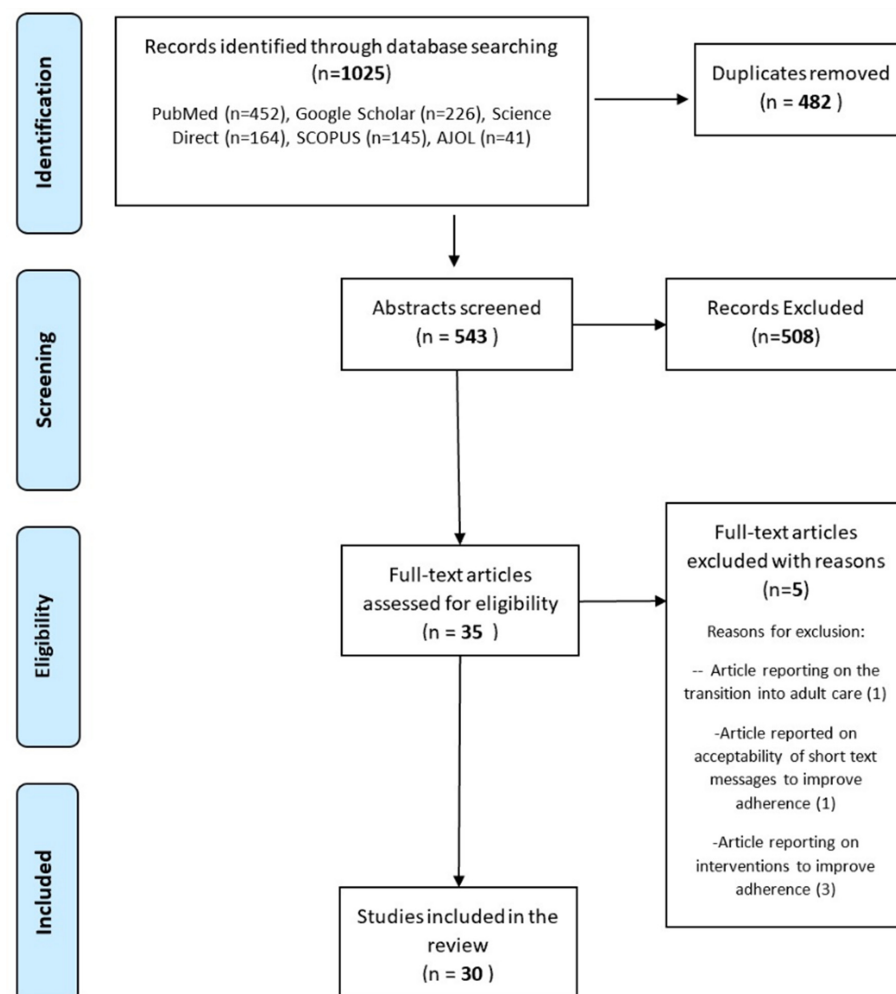 Identification
Records identified through database searching
(n=1025)
PubMed (n=452), Google Scholar (n=226), Science
Direct (n=164), SCOPUS (n=145), AJOL (n=41)
Duplicates removed
(n = 482 )
Screening
Abstracts screened
(n = 543 )
Records Excluded
(n=508)
Eligibility
Full-text articles
assessed for eligibility
(n = 35 )
Full-text articles
excluded with reasons
(n=5)
Reasons for exclusion:
-- Article reporting on the
transition into adult care (1)
-Article reported on
acceptability of short text
messages to improve
adherence (1)
-Article reporting on
interventions to improve
adherence (3)
Included
Studies included in the
review
(n = 30 )